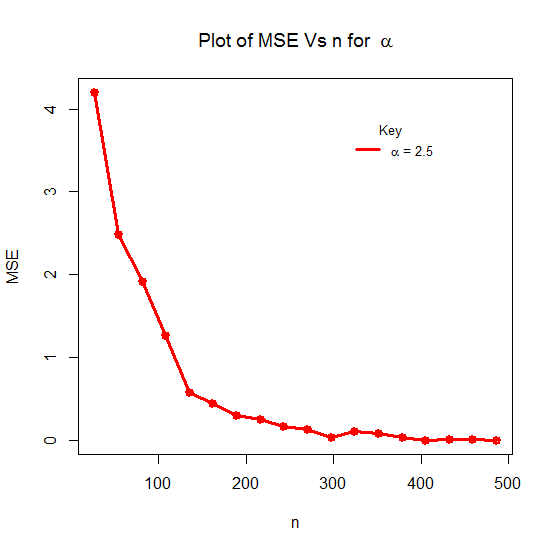 Plot of MSE Vs n for α
Key
α = 2.5
MSE
4
3
2
1
0
100 200 300 400 500
n